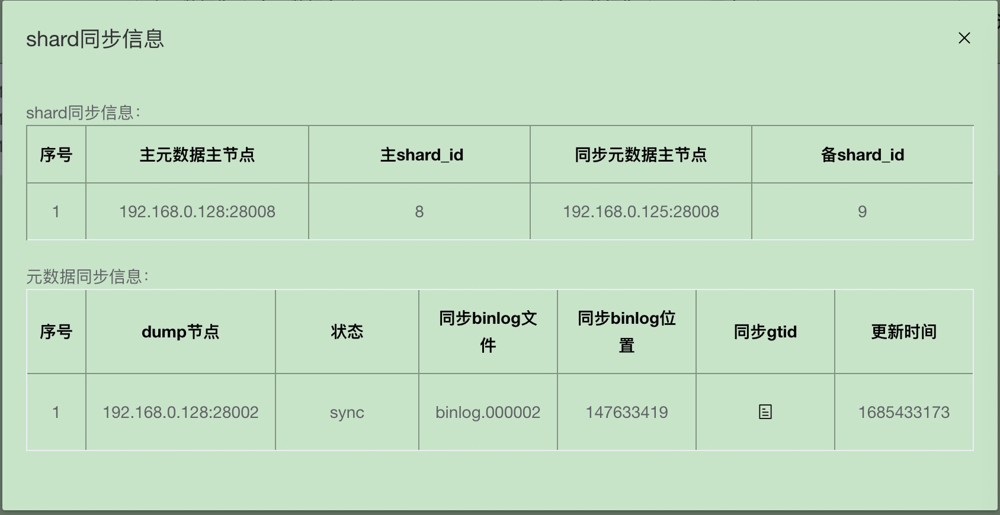 shard同步信息
shard同步信息：
序号 主元数据主节点 主shard_id 同步元数据主节点 备shard_id
1 192.168.0.128:28008 8 192.168.0.125:28008 9
元数据同步信息：
序号 dump节点 状态 同步binlog文件 同步binlog位置 同步gtid 更新时间
1 192.168.0.128:28002 sync binlog.000002 147633419 1685433173